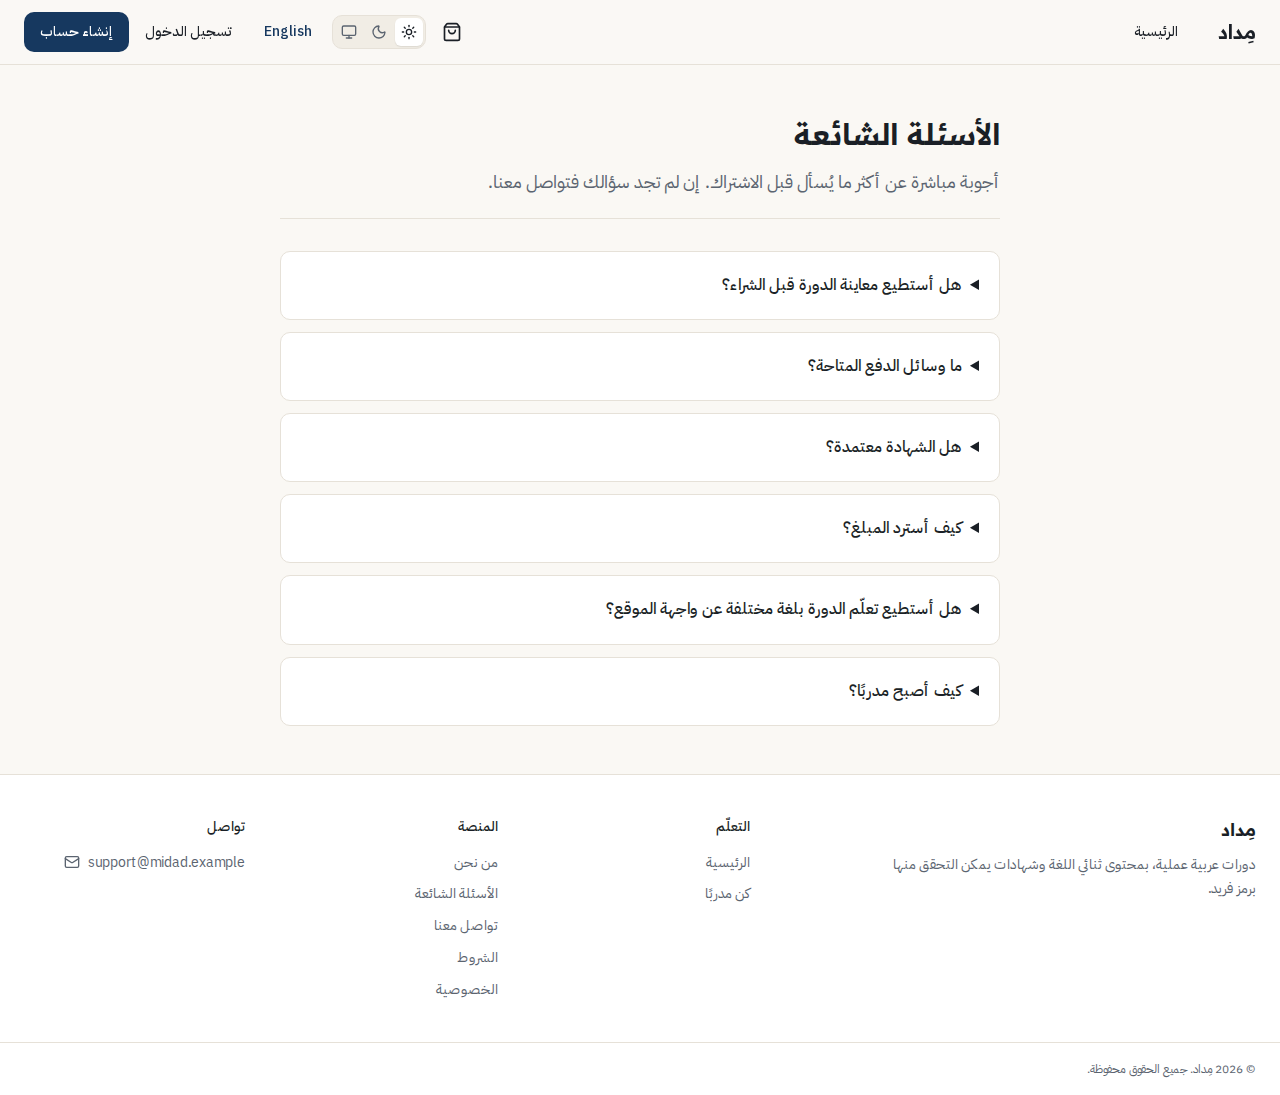 مِداد
الرئيسية
English
تسجيل الدخول
إنشاء حساب
الأسئلة الشائعة
أجوبة مباشرة عن أكثر ما يُسأل قبل الاشتراك. إن لم تجد سؤالك فتواصل معنا.
هل أستطيع معاينة الدورة قبل الشراء؟
ما وسائل الدفع المتاحة؟
هل الشهادة معتمدة؟
كيف أسترد المبلغ؟
هل أستطيع تعلّم الدورة بلغة مختلفة عن واجهة الموقع؟
كيف أصبح مدربًا؟
مِداد
دورات عربية عملية، بمحتوى ثنائي اللغة وشهادات يمكن التحقق منها
برمز فريد.
التعلّم
الرئيسية
كن مدربًا
المنصة
من نحن
الأسئلة الشائعة
تواصل معنا
الشروط
الخصوصية
تواصل
support@midad.example
© 2026 مِداد. جميع الحقوق محفوظة.